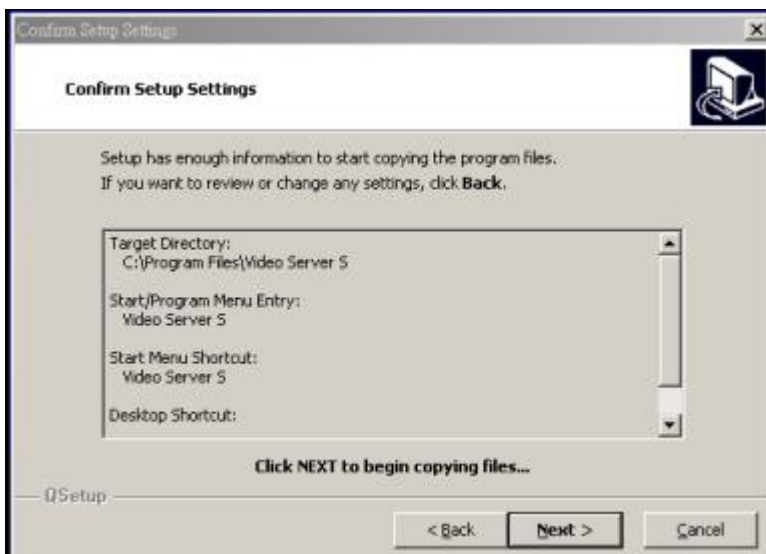 Confirm Setup Settings
Confirm Setup Settings
Setup has enough information to start copying the program files.
If you want to review or change any settings, click Back.
Target Directory:
C:\Program Files\Video Server S
Start/Program Menu Entry:
Video Server S
Start Menu Shortcut:
Video Server S
Desktop Shortcut:
Click NEXT to begin copying files...
QSetup
< Back
Next >
Cancel